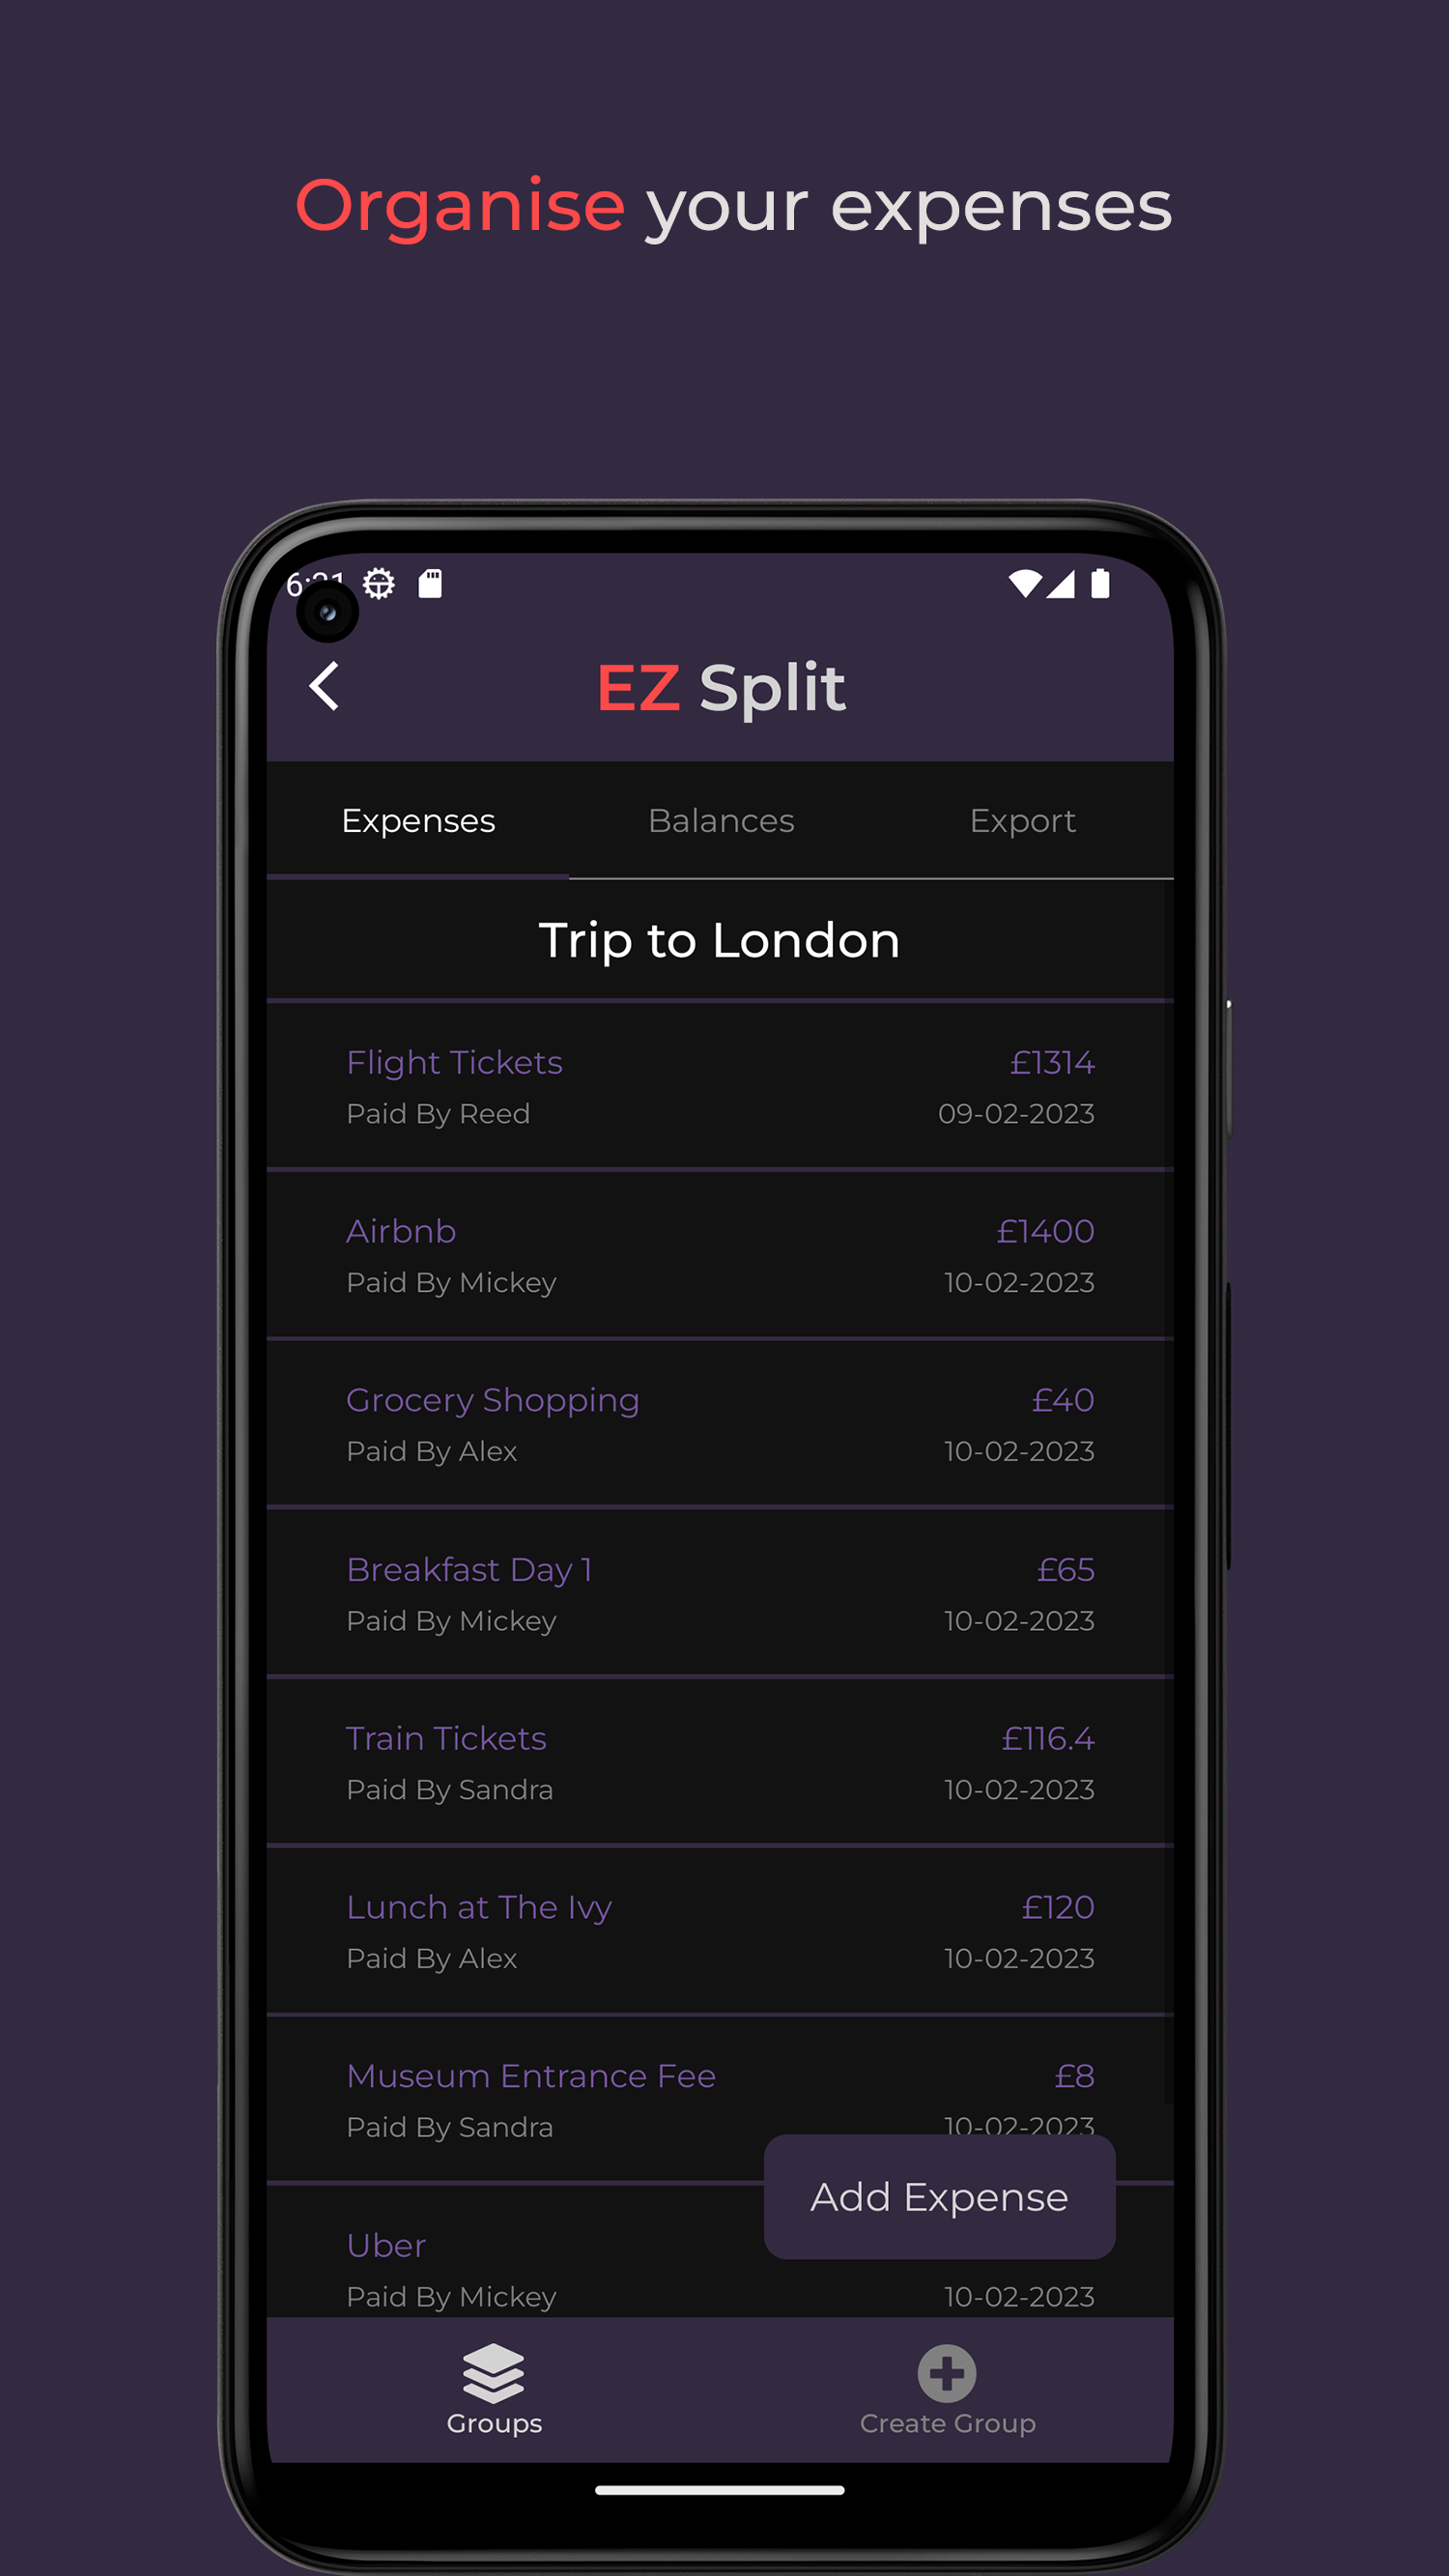 Organise your expenses
EZ Split
Expenses Balances Export
Trip to London
Flight Tickets £1314
Paid By Reed 09-02-2023
Airbnb £1400
Paid By Mickey 10-02-2023
Grocery Shopping £40
Paid By Alex 10-02-2023
Breakfast Day 1 £65
Paid By Mickey 10-02-2023
Train Tickets £116.4
Paid By Sandra 10-02-2023
Lunch at The Ivy £120
Paid By Alex 10-02-2023
Museum Entrance Fee £8
Paid By Sandra 10-02-2023
Add Expense
Uber
Paid By Mickey 10-02-2023
Groups Create Group